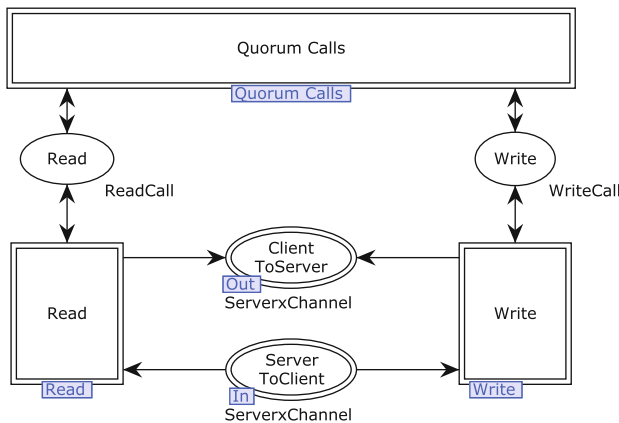 Quorum Calls
Quorum Calls
Read
Write
ReadCall
WriteCall
Client
ToServer
Out
ServerxChannel
Read
Write
Server
ToClient
Read
In
Write
ServerxChannel